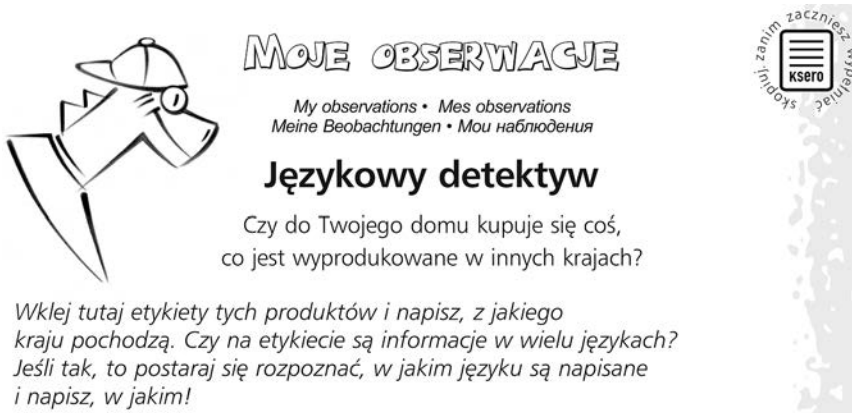 MOJE OBSERWACJE
My observations • Mes observations
Meine Beobachtungen • Мои наблюдения
Językowy detektyw
Czy do Twojego domu kupuje się coś,
co jest wyprodukowane w innych krajach?
Wklej tutaj etykiety tych produktów i napisz, z jakiego
kraju pochodzą. Czy na etykiecie są informacje w wielu językach?
Jeśli tak, to postaraj się rozpoznać, w jakim języku są napisane
i napisz, w jakim!
skopiuj, zanim zaczniesz wypełniać
Ksero